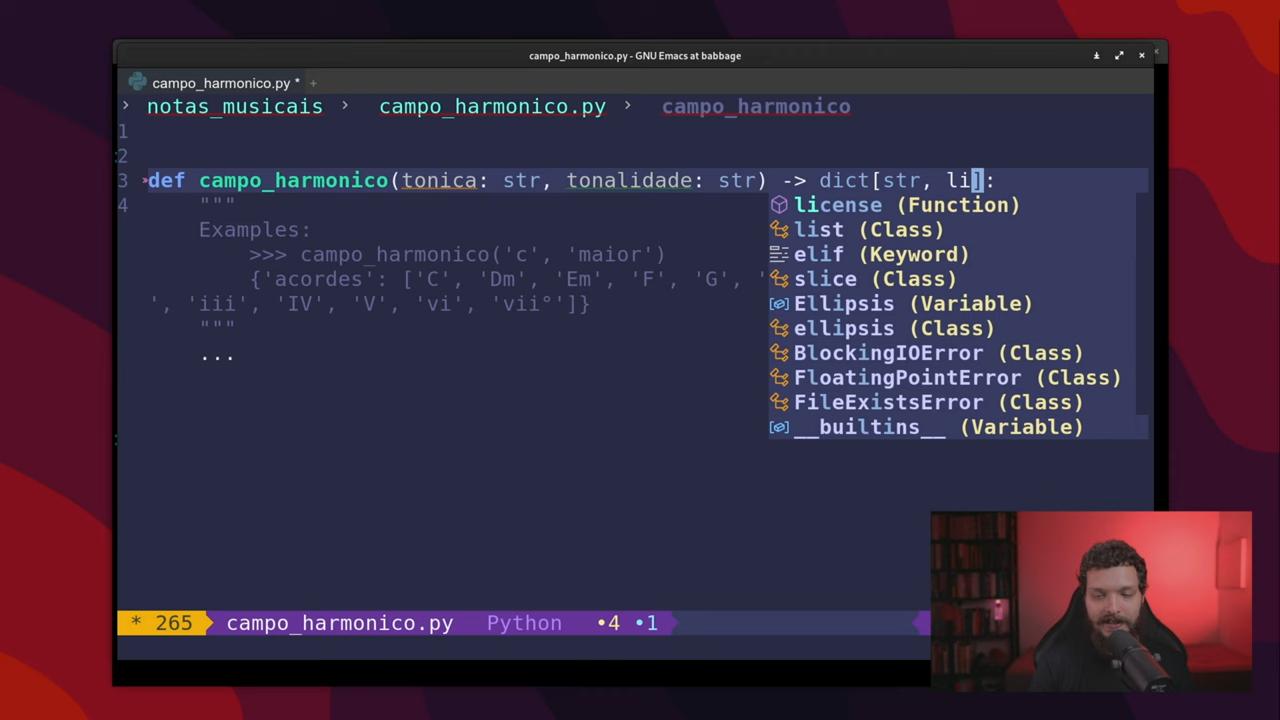 campo_harmonico.py - GNU Emacs at babbage
campo_harmonico.py * +
notas_musicais > campo_harmonico.py > campo_harmonico
1
2
3 def campo_harmonico(tonica: str, tonalidade: str) -> dict[str, li]:
4 """
Examples:
>>> campo_harmonico('c', 'maior')
{'acordes': ['C', 'Dm', 'Em', 'F', 'G', '
', 'iii', 'IV', 'V', 'vi', 'vii°']}
"""
...
license (Function)
list (Class)
elif (Keyword)
slice (Class)
Ellipsis (Variable)
ellipsis (Class)
BlockingIOError (Class)
FloatingPointError (Class)
FileExistsError (Class)
__builtins__ (Variable)
* 265 campo_harmonico.py Python •4 •1